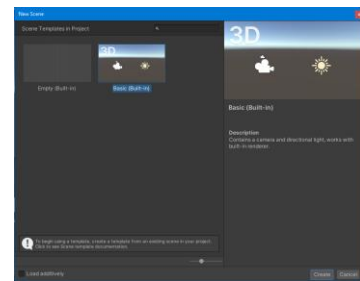 New Scene
Scene Templates in Project
3D
Empty (Built-in)
3D
Basic (Built-in)
Basic (Built-in)
Description
Contains a camera and directional light, works with
built-in renderer.
To begin using a template, create a template from an existing scene in your project.
Click to see Scene template documentation.
Load additively
Create
Cancel